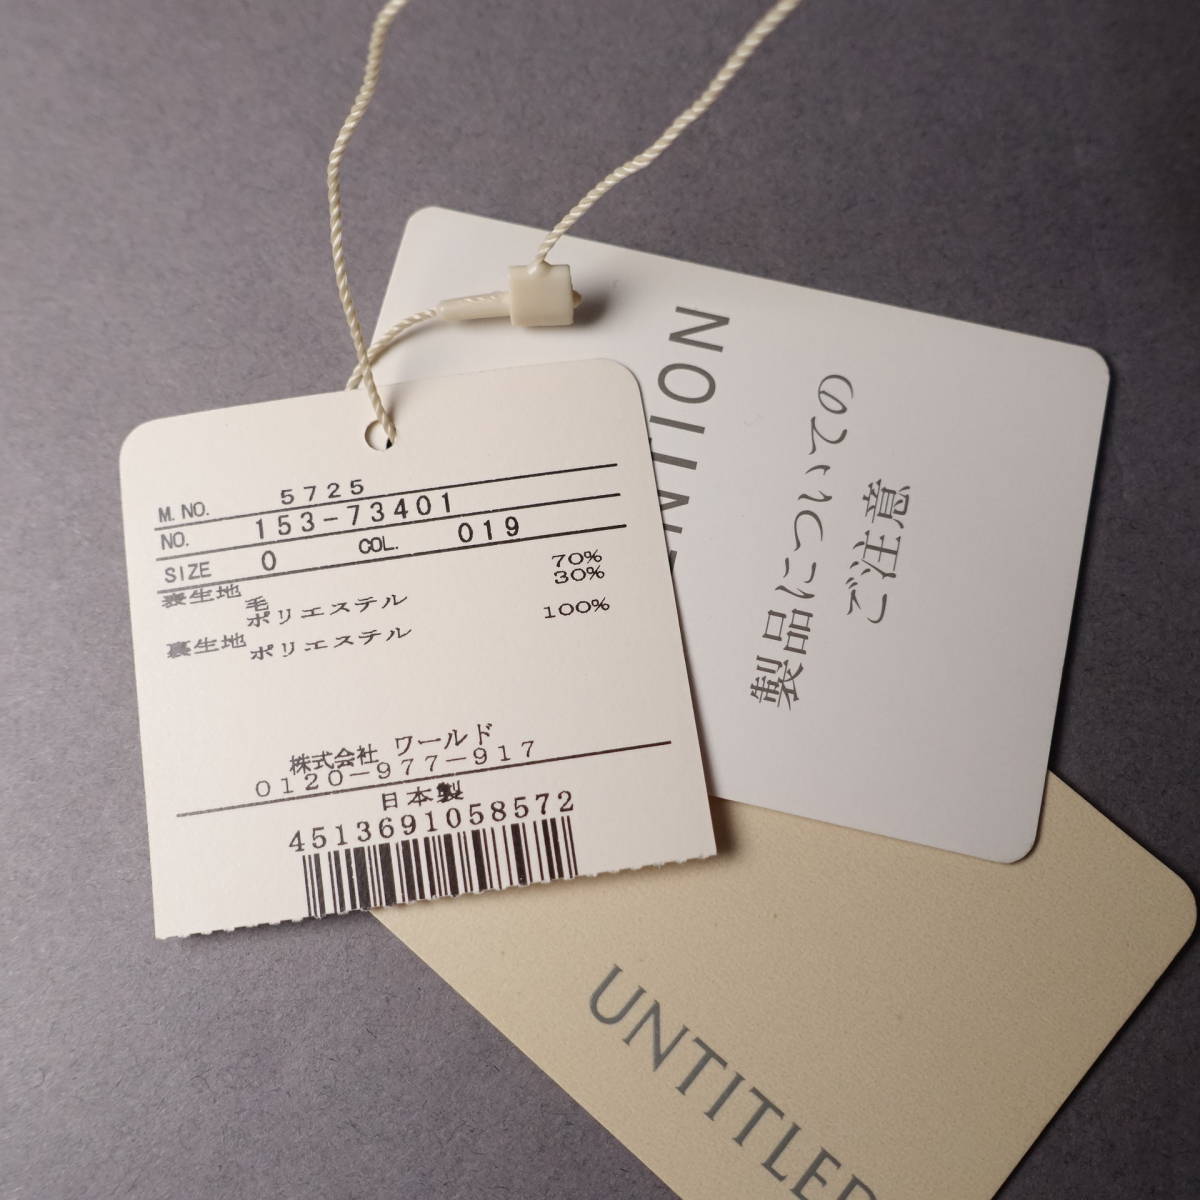 M. NO. 5725
NO. 153-73401
SIZE 0 COL. 019
表生地
毛 70%
ポリエステル 30%
裏生地
ポリエステル 100%
株式会社 ワールド
0120-977-917
日本製
4513691058572
NOITIN
製品についての
ご注意
UNTITLED